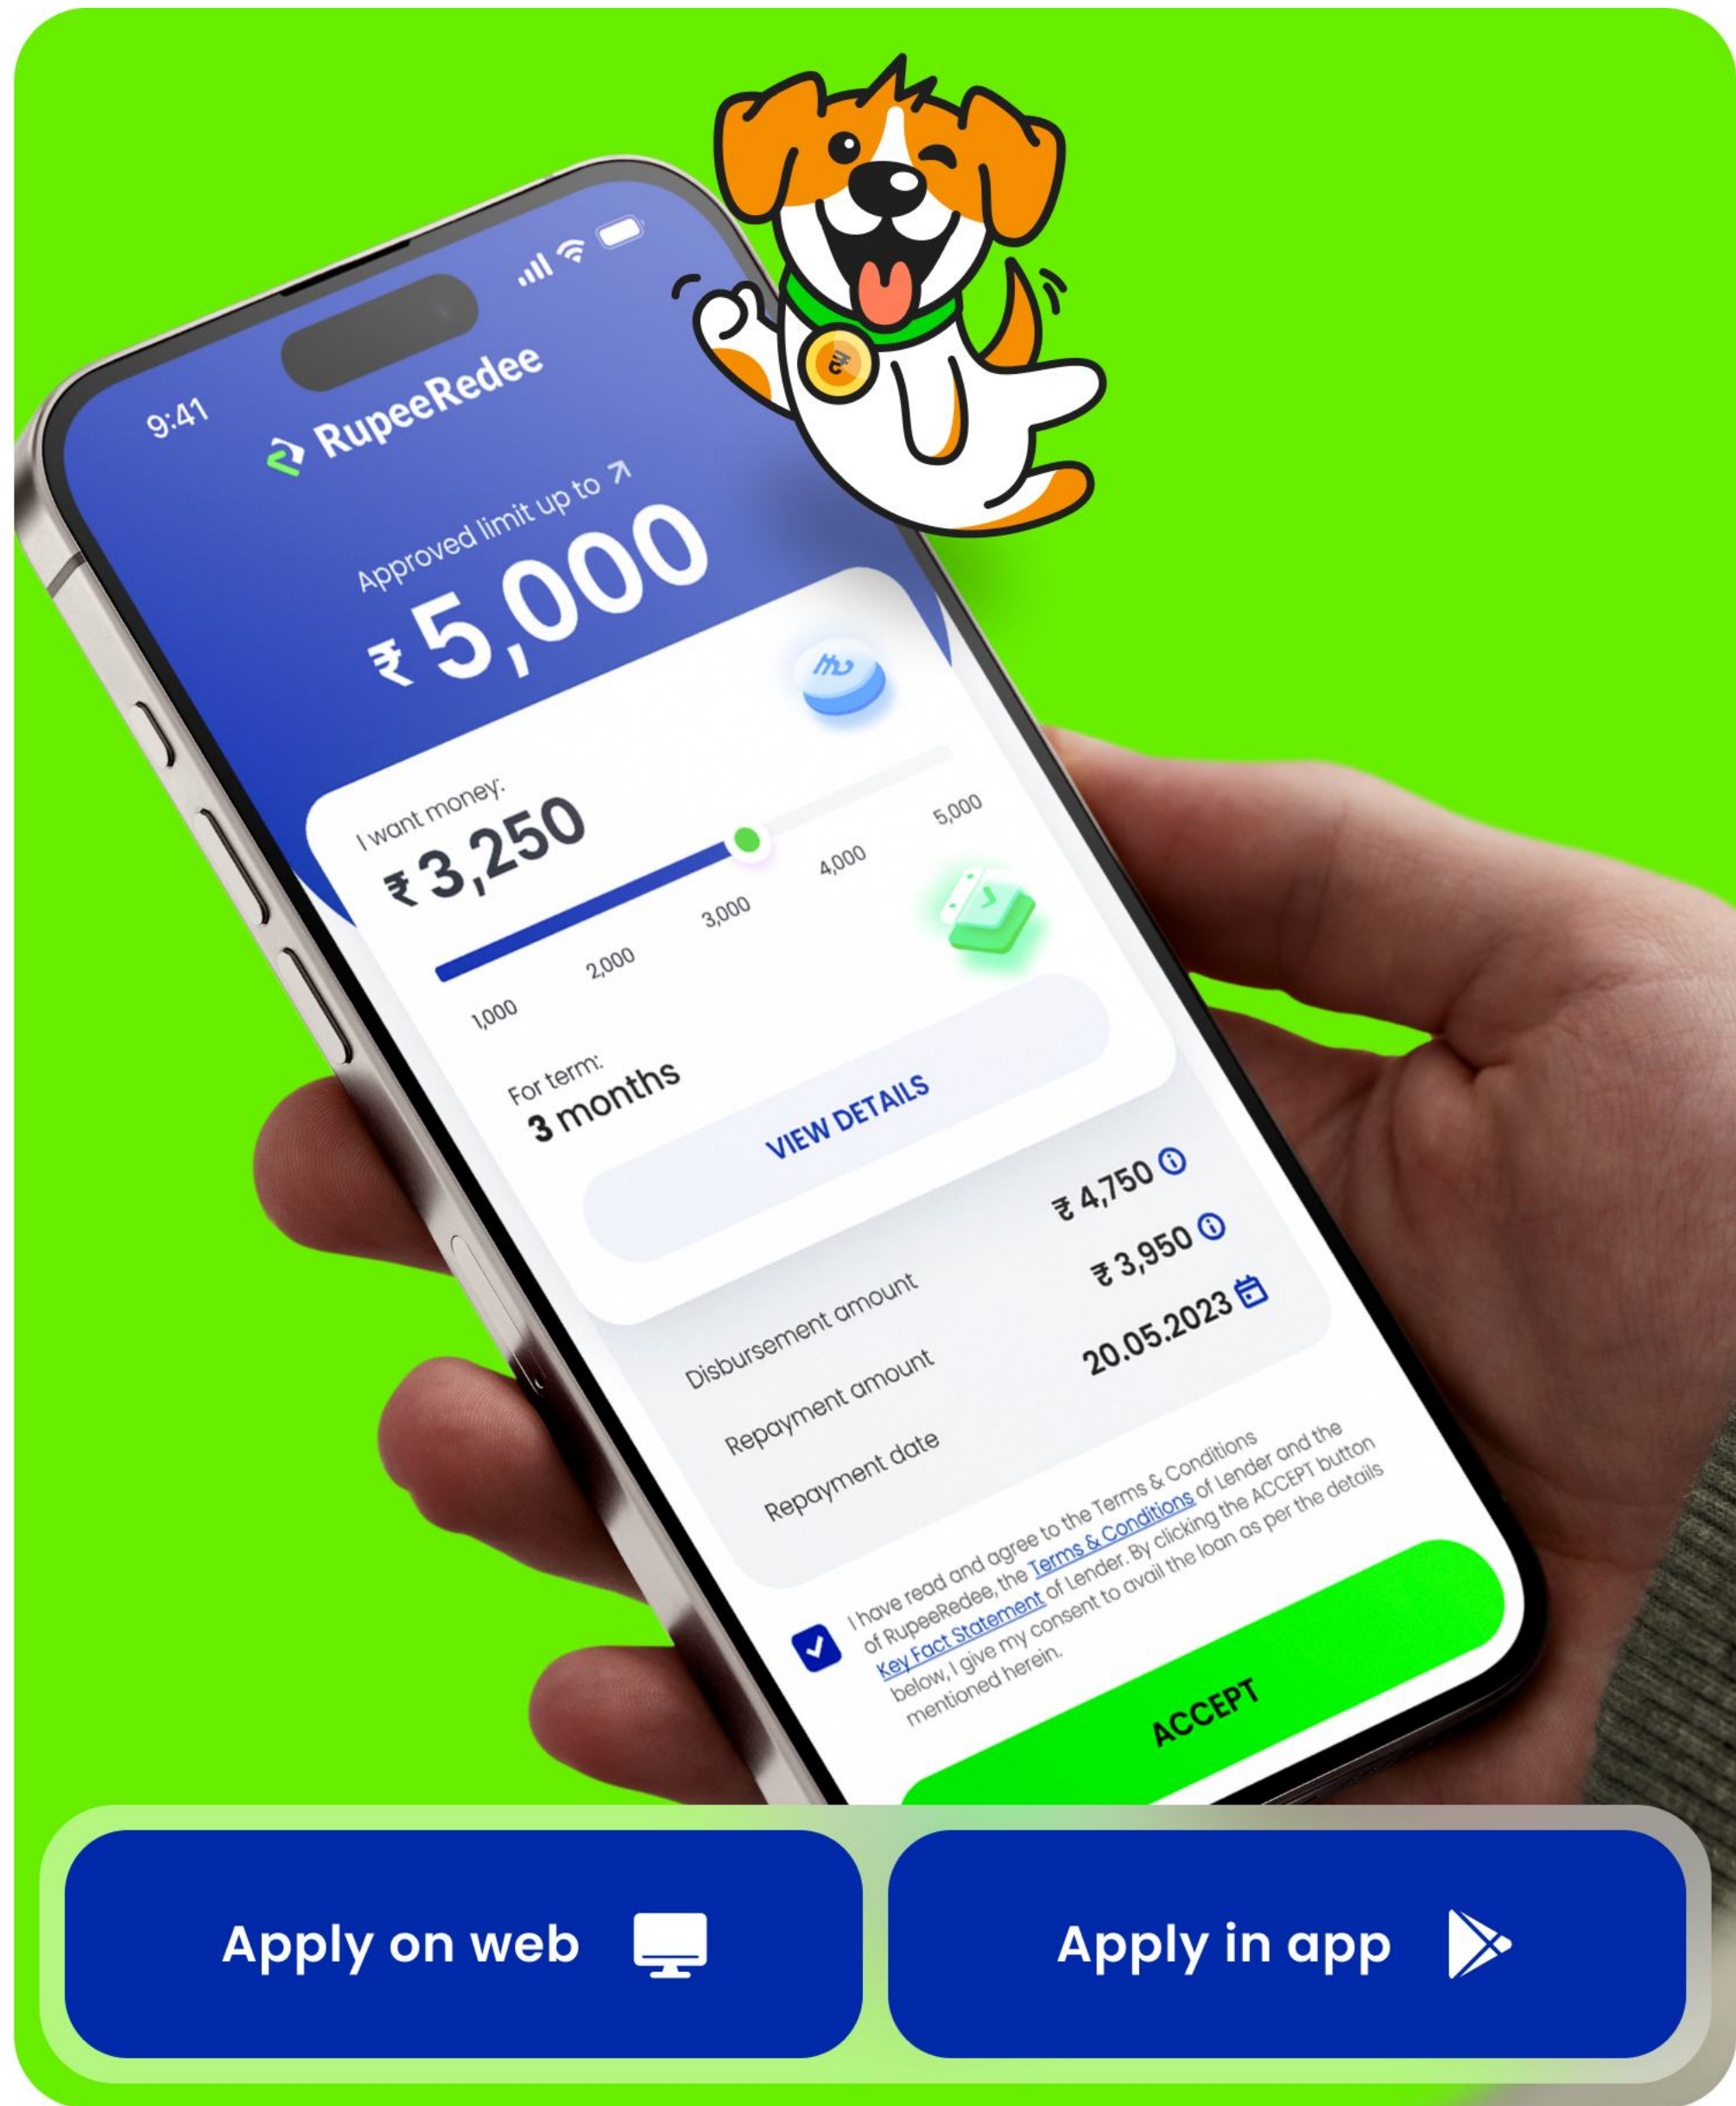 9:41
RupeeRedee
Approved limit up to
₹ 5,000
I want money:
₹ 3,250
1,000 2,000 3,000 4,000 5,000
For term:
3 months
VIEW DETAILS
Disbursement amount ₹ 4,750
Repayment amount ₹ 3,950
Repayment date 20.05.2023
I have read and agree to the Terms & Conditions
of RupeeRedee, the Terms & Conditions of Lender and the
Key Fact Statement of Lender. By clicking the ACCEPT button
below, I give my consent to avail the loan as per the details
mentioned herein.
ACCEPT
Apply on web
Apply in app